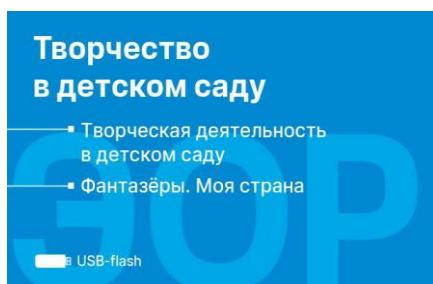 Творчество
в детском саду
Творческая деятельность
в детском саду
Фантазёры. Моя страна
ЭОР
USB-flash